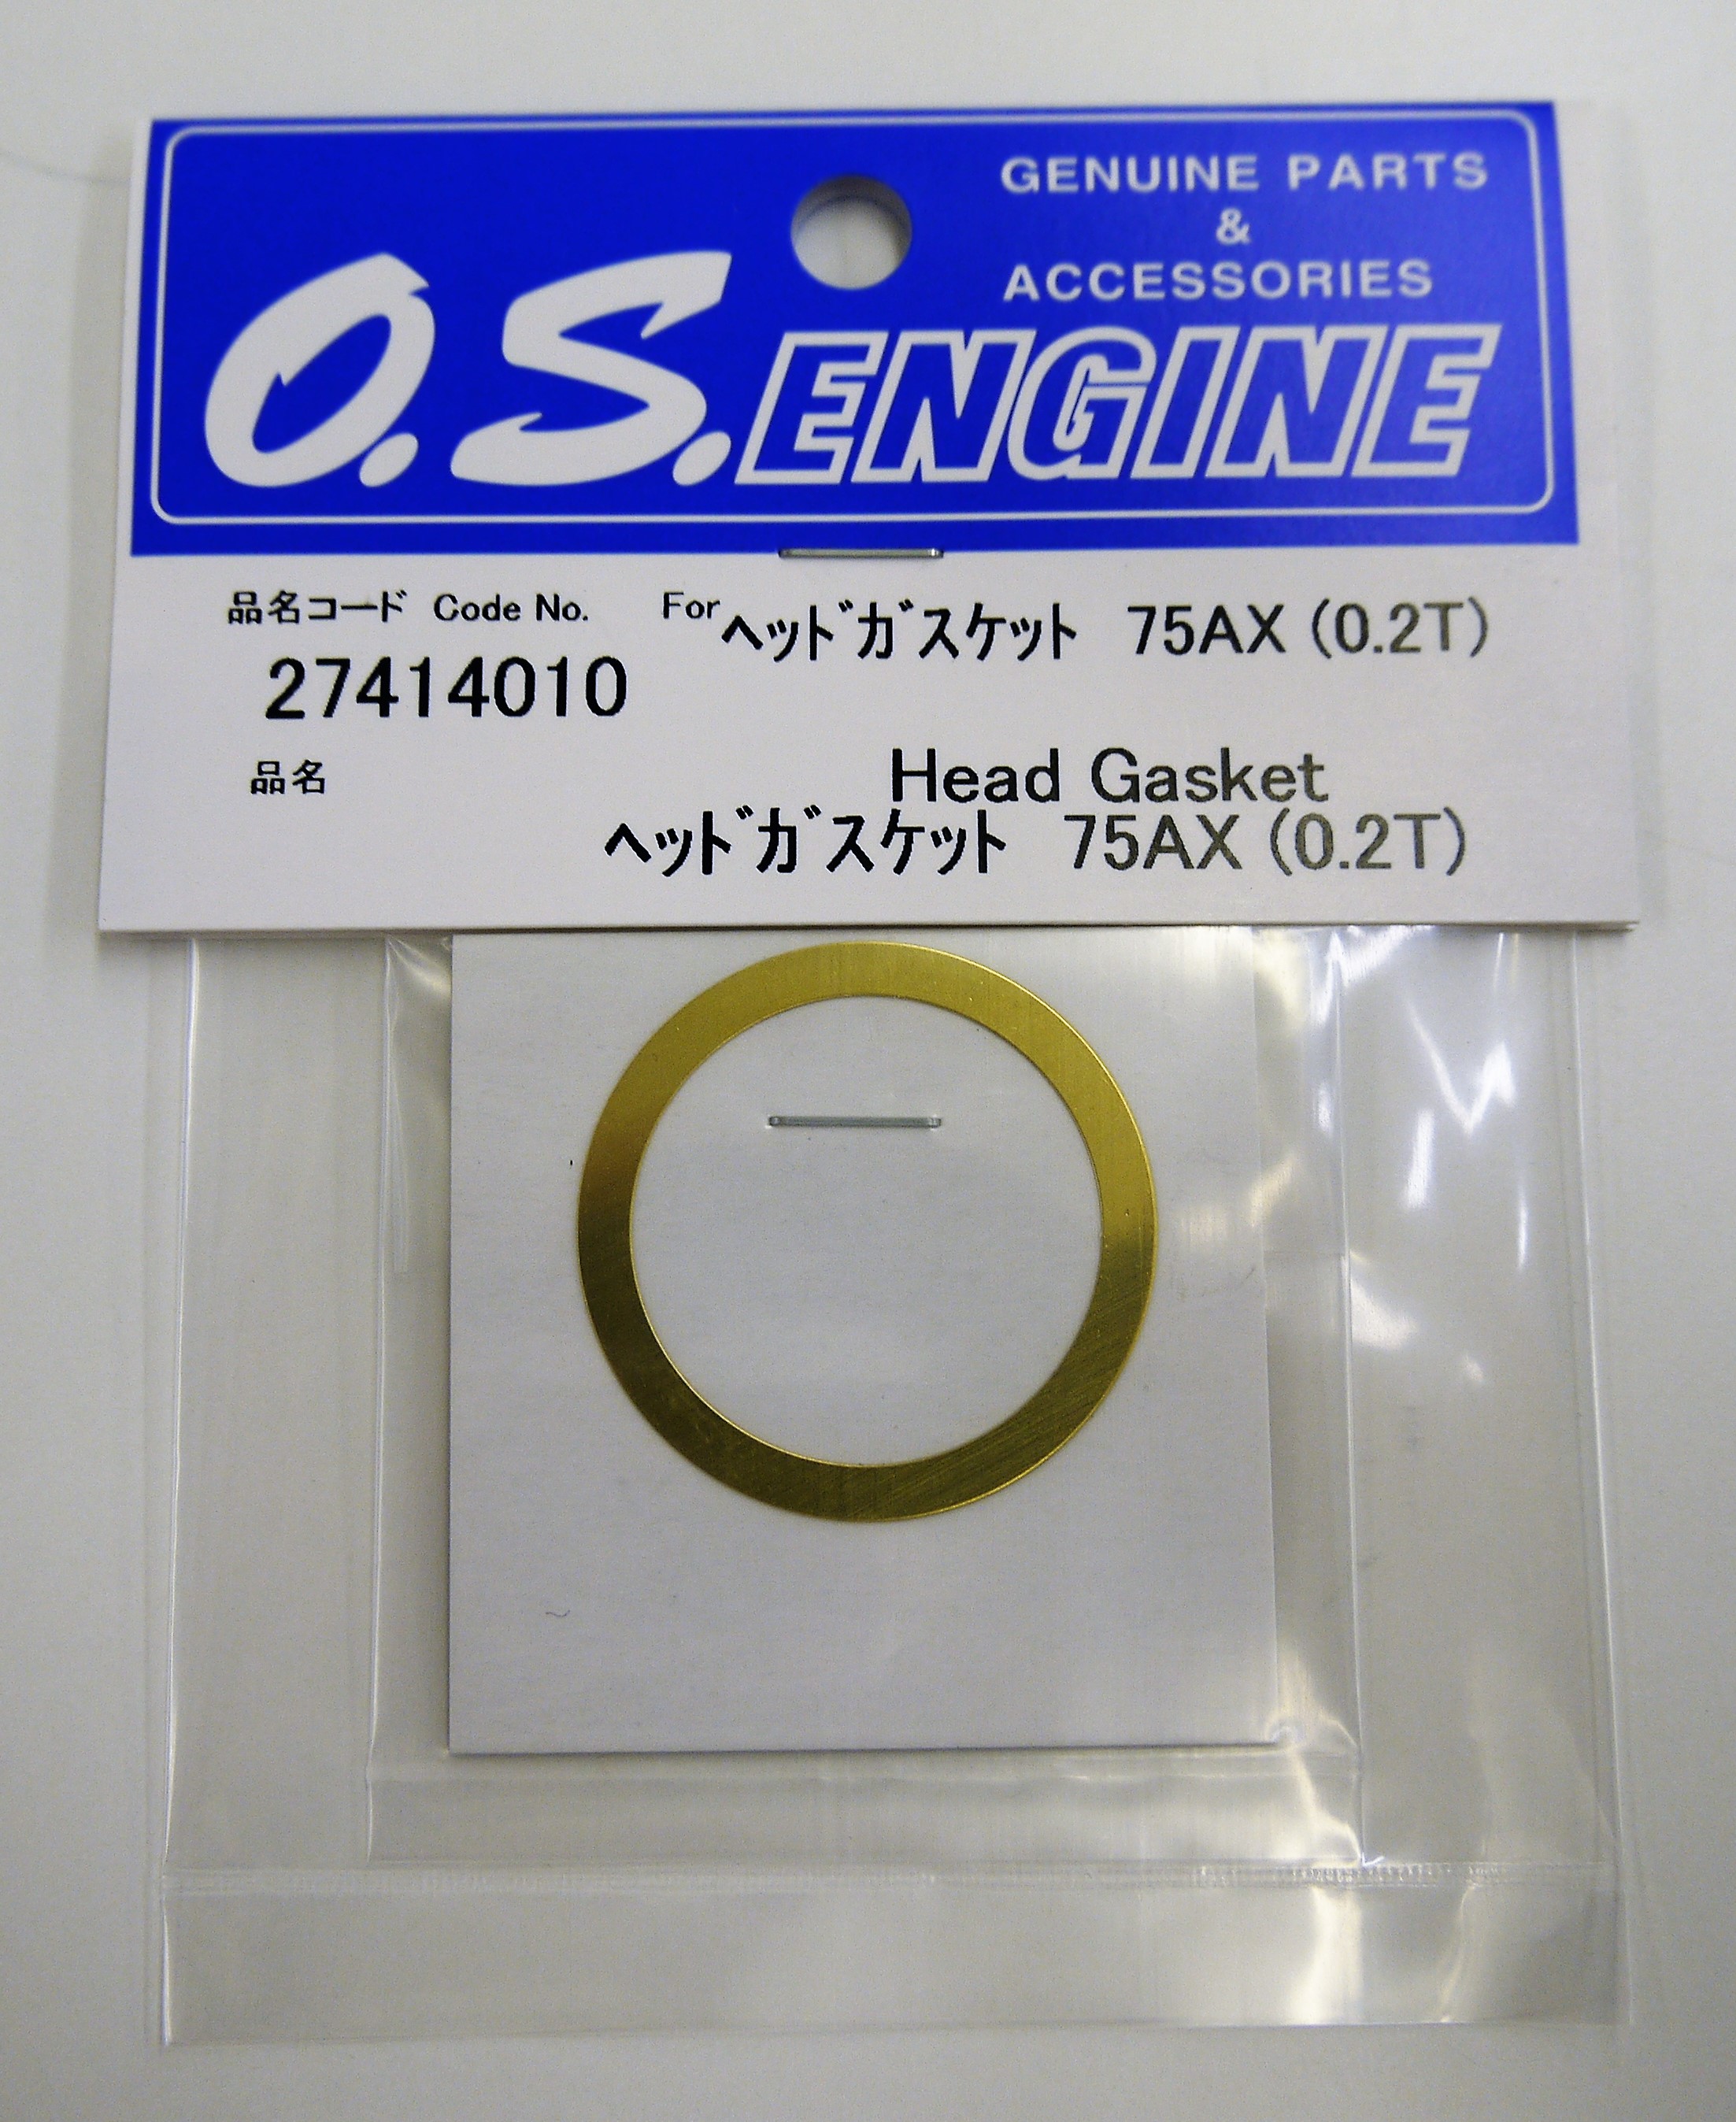 GENUINE PARTS
&
ACCESSORIES
O.S.ENGINE
品名コード Code No. For ﾍｯﾄﾞｶﾞｽｹｯﾄ 75AX (0.2T)
27414010
品名 Head Gasket
ﾍｯﾄﾞｶﾞｽｹｯﾄ 75AX (0.2T)